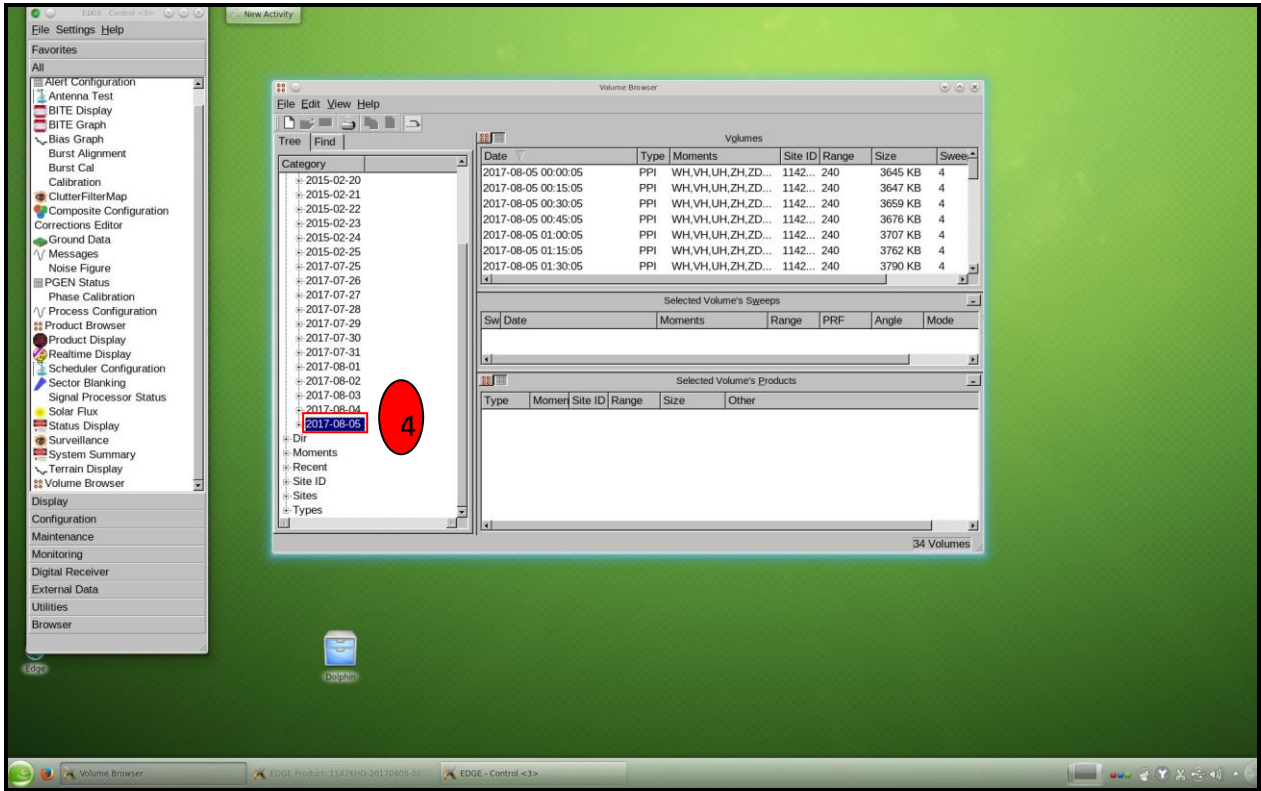 EDGE - Control <3>
New Activity
File Settings Help
Favorites
All
Alert Configuration
Antenna Test
BITE Display
BITE Graph
Bias Graph
Burst Alignment
Burst Cal
Calibration
ClutterFilterMap
Composite Configuration
Corrections Editor
Ground Data
Messages
Noise Figure
PGEN Status
Phase Calibration
Process Configuration
Product Browser
Product Display
Realtime Display
Scheduler Configuration
Sector Blanking
Signal Processor Status
Solar Flux
Status Display
Surveillance
System Summary
Terrain Display
Volume Browser
Display
Configuration
Maintenance
Monitoring
Digital Receiver
External Data
Utilities
Browser
Volume Browser
File Edit View Help
Tree Find
Category
2015-02-20
2015-02-21
2015-02-22
2015-02-23
2015-02-24
2015-02-25
2017-07-25
2017-07-26
2017-07-27
2017-07-28
2017-07-29
2017-07-30
2017-07-31
2017-08-01
2017-08-02
2017-08-03
2017-08-04
2017-08-05
4
Dir
Moments
Recent
Site ID
Sites
Types
Volumes
Date Type Moments Site ID Range Size Swee
2017-08-05 00:00:05 PPI WH,VH,UH,ZH,ZD... 1142... 240 3645 KB 4
2017-08-05 00:15:05 PPI WH,VH,UH,ZH,ZD... 1142... 240 3647 KB 4
2017-08-05 00:30:05 PPI WH,VH,UH,ZH,ZD... 1142... 240 3659 KB 4
2017-08-05 00:45:05 PPI WH,VH,UH,ZH,ZD... 1142... 240 3676 KB 4
2017-08-05 01:00:05 PPI WH,VH,UH,ZH,ZD... 1142... 240 3707 KB 4
2017-08-05 01:15:05 PPI WH,VH,UH,ZH,ZD... 1142... 240 3762 KB 4
2017-08-05 01:30:05 PPI WH,VH,UH,ZH,ZD... 1142... 240 3790 KB 4
Selected Volume's Sweeps
Sw Date Moments Range PRF Angle Mode
Selected Volume's Products
Type Momen Site ID Range Size Other
34 Volumes
Edge
Dolphin
Volume Browser
EDGE Product: 1142KHO-20170805-0
EDGE - Control <3>